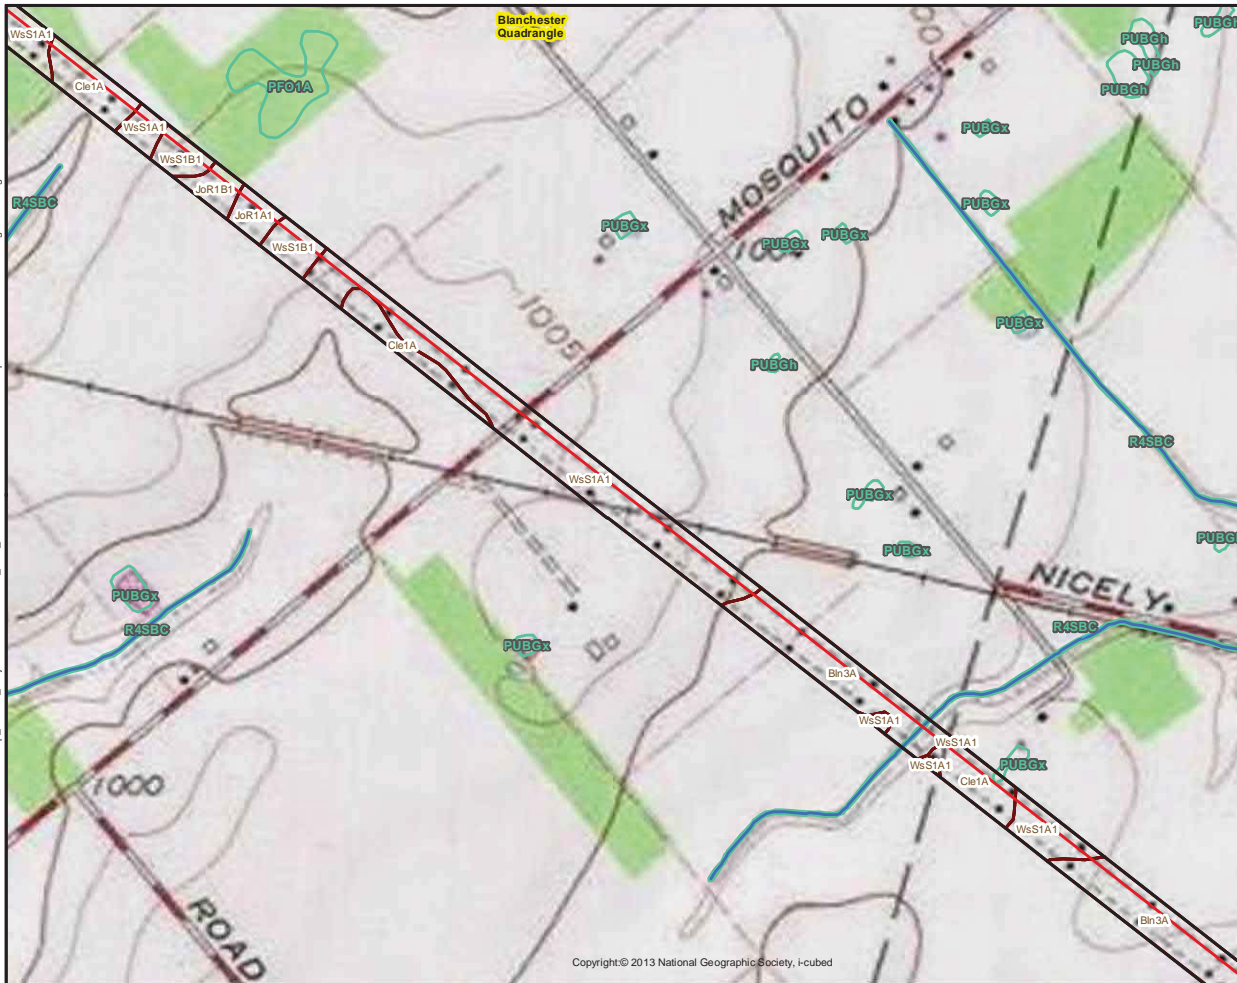 Blanchester
Quadrangle
WsS1A1
PUBGh
PUBGh
PUBGh
PFO1A
Cle1A
PUBGh
MOSQUITO
WsS1A1
PUBGx
WsS1B1
JoR1B1
R4SBC
PUBGx
JoR1A1
PUBGx
PUBGx
PUBGx
WsS1B1
1005
PUBGx
Cle1A
PUBGh
R4SBC
WsS1A1
PUBGx
PUBGx
NICELY
PUBGx
R4SBC
R4SBC
PUBGx
Bln3A
WsS1A1
WsS1A1
WsS1A1
PUBGx
Cle1A
1000
WsS1A1
ROAD
Bln3A
Copyright:© 2013 National Geographic Society, i-cubed